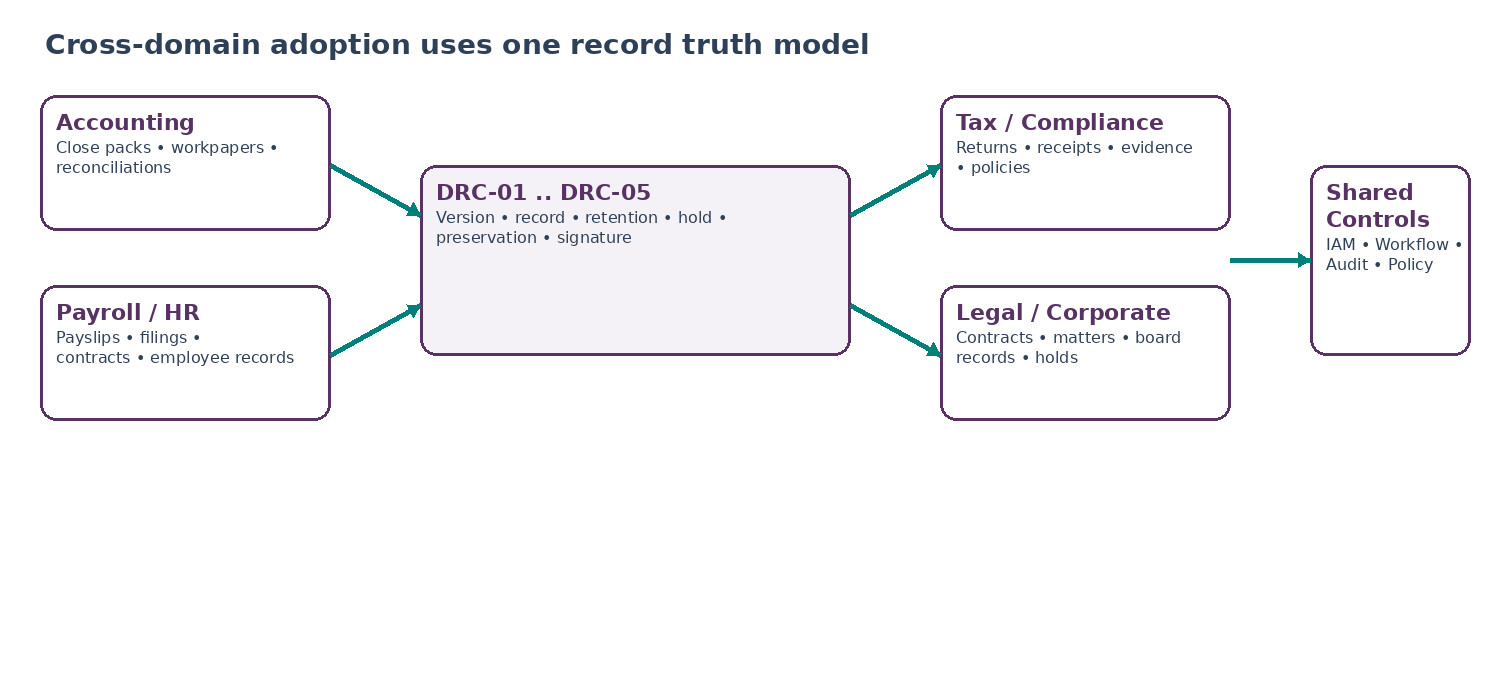 Cross-domain adoption uses one record truth model
Accounting
Close packs • workpapers •
reconciliations
Payroll / HR
Payslips • filings •
contracts • employee records
DRC-01 .. DRC-05
Version • record • retention • hold •
preservation • signature
Tax / Compliance
Returns • receipts • evidence
• policies
Legal / Corporate
Contracts • matters • board
records • holds
Shared
Controls
IAM • Workflow •
Audit • Policy